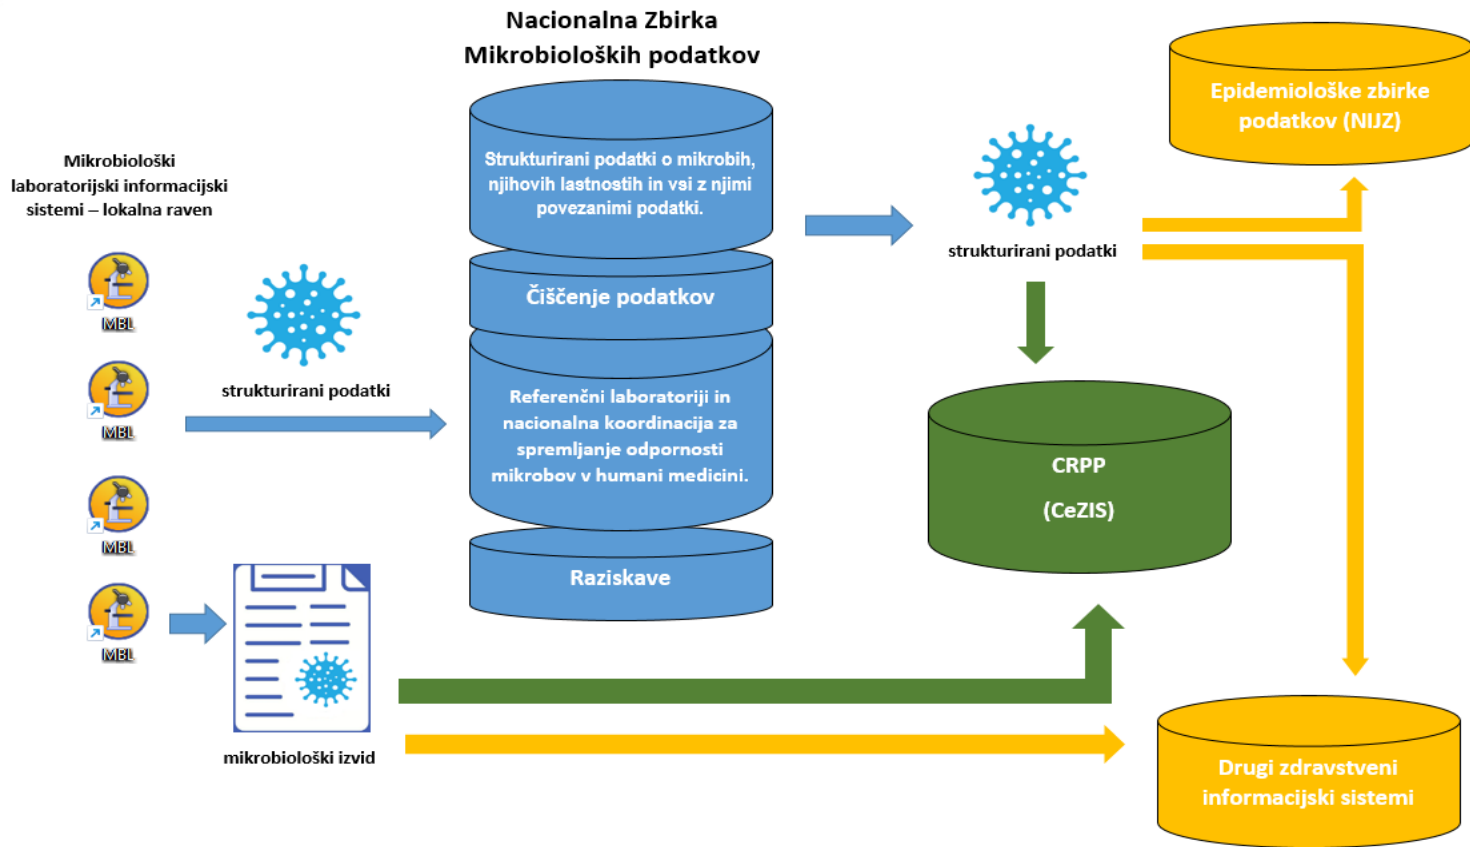 Nacionalna Zbirka
Mikrobioloških podatkov
Mikrobiološki
laboratorijski informacijski
sistemi – lokalna raven
MBL
MBL
MBL
MBL
strukturirani podatki
mikrobiološki izvid
Strukturirani podatki o mikrobih,
njihovih lastnostih in vsi z njimi
povezanimi podatki.
Čiščenje podatkov
Referenčni laboratoriji in
nacionalna koordinacija za
spremljanje odpornosti
mikrobov v humani medicini.
Raziskave
strukturirani podatki
CRPP
(CeZIS)
Epidemiološke zbirke
podatkov (NIJZ)
Drugi zdravstveni
informacijski sistemi